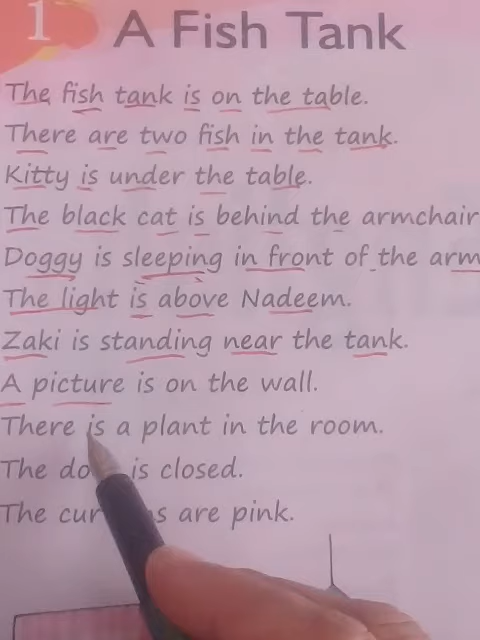 1
A Fish Tank
The fish tank is on the table.
There are two fish in the tank.
Kitty is under the table.
The black cat is behind the armchair
Doggy is sleeping in front of the arm
The light is above Nadeem.
Zaki is standing near the tank.
A picture is on the wall.
There is a plant in the room.
The is closed.
The are pink.